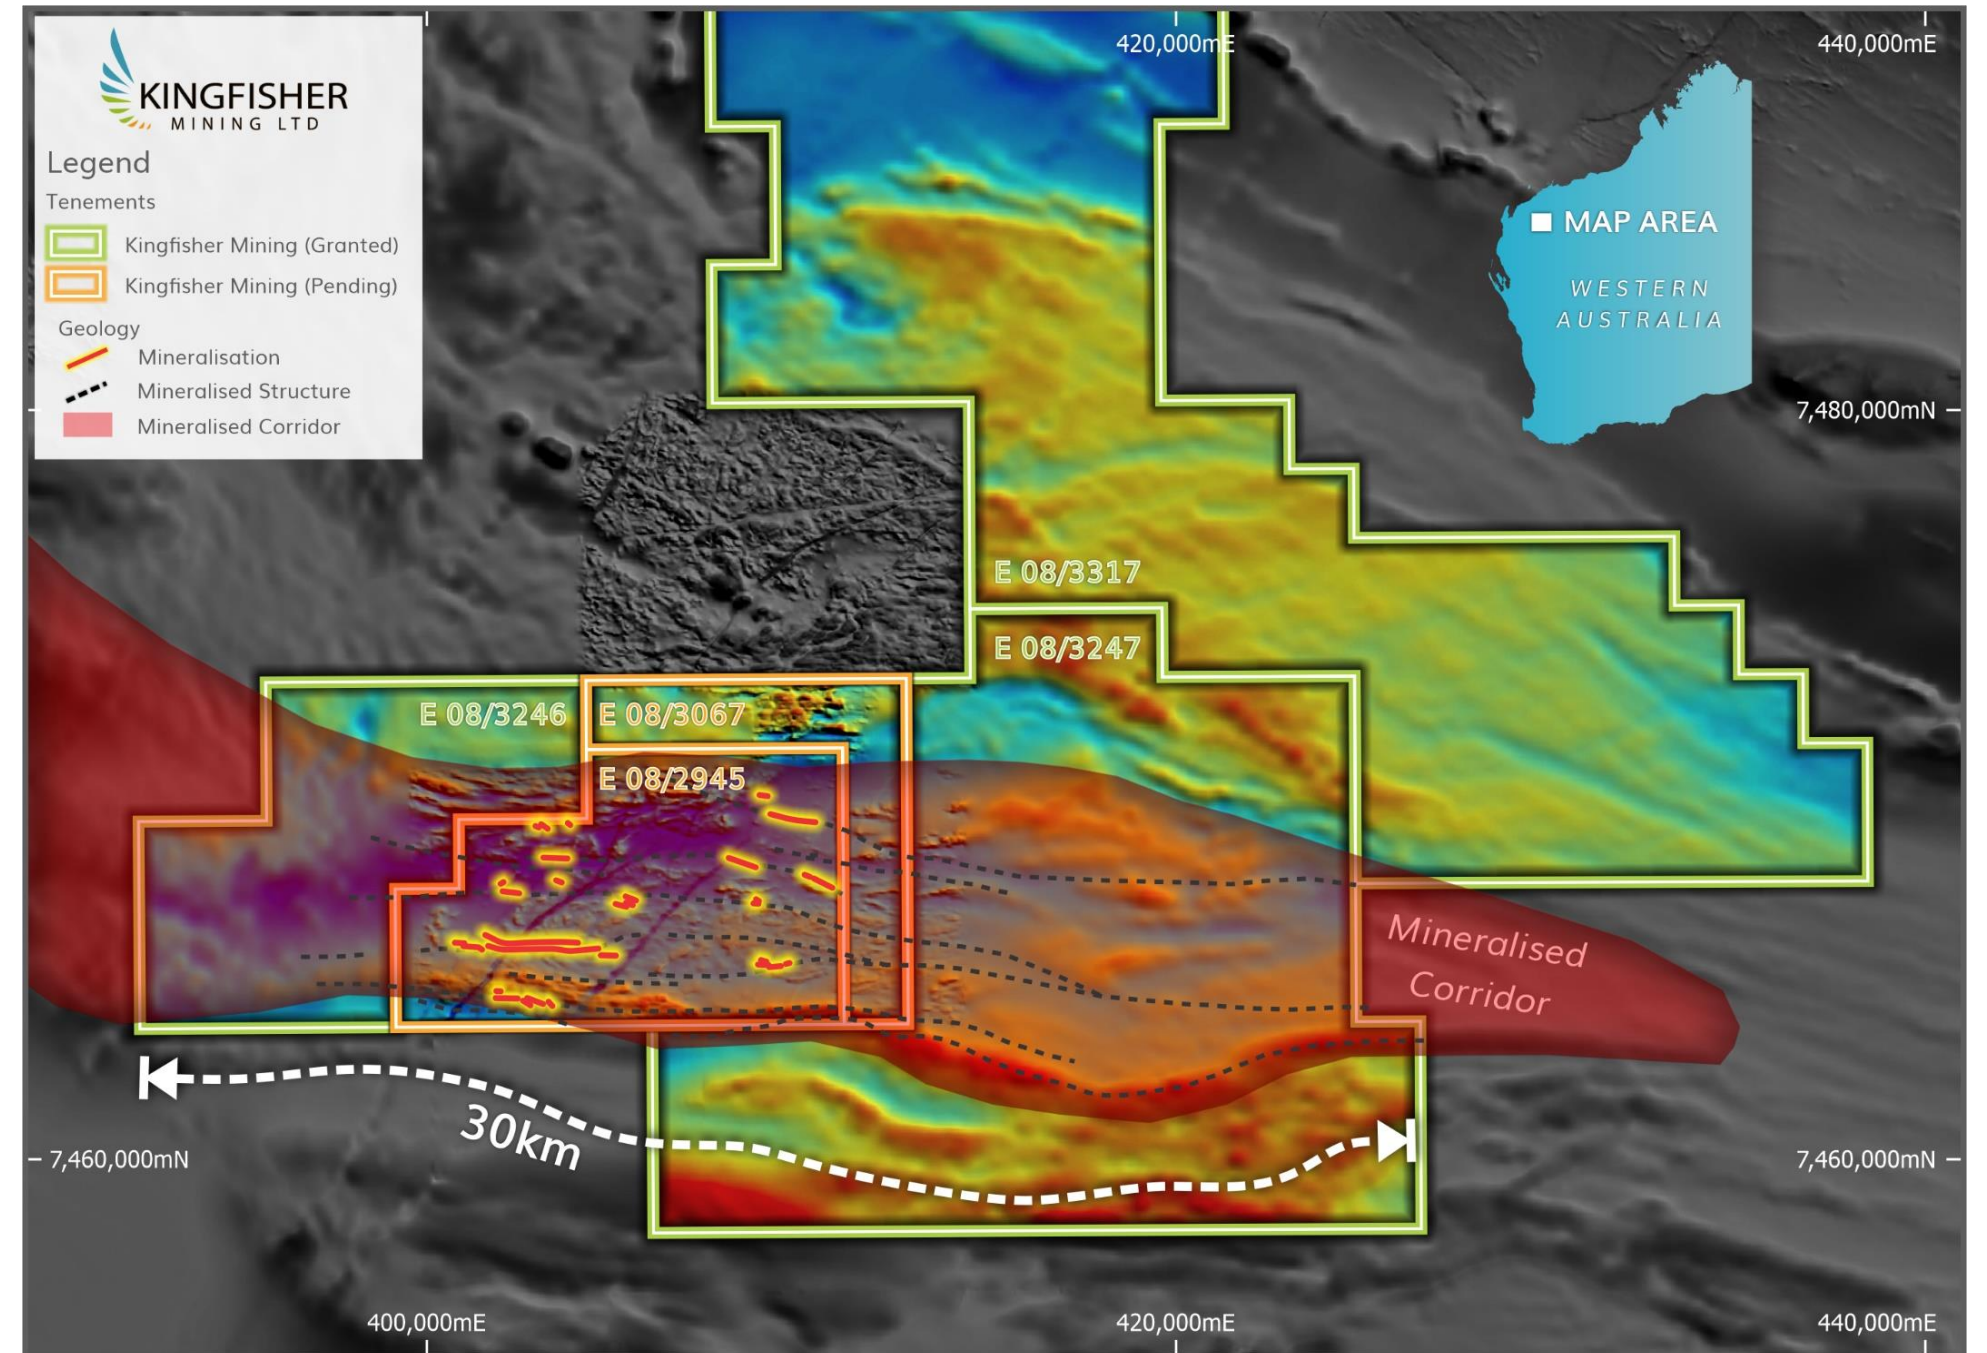 KINGFISHER
MINING LTD
Legend
Tenements
Kingfisher Mining (Granted)
Kingfisher Mining (Pending)
Geology
Mineralisation
Mineralised Structure
Mineralised Corridor
420,000mE
440,000mE
MAP AREA
WESTERN
AUSTRALIA
7,480,000mN
E 08/3317
E 08/3247
E 08/3246
E 08/3067
E 08/2945
Mineralised
Corridor
30km
7,460,000mN
7,460,000mN
400,000mE
420,000mE
440,000mE